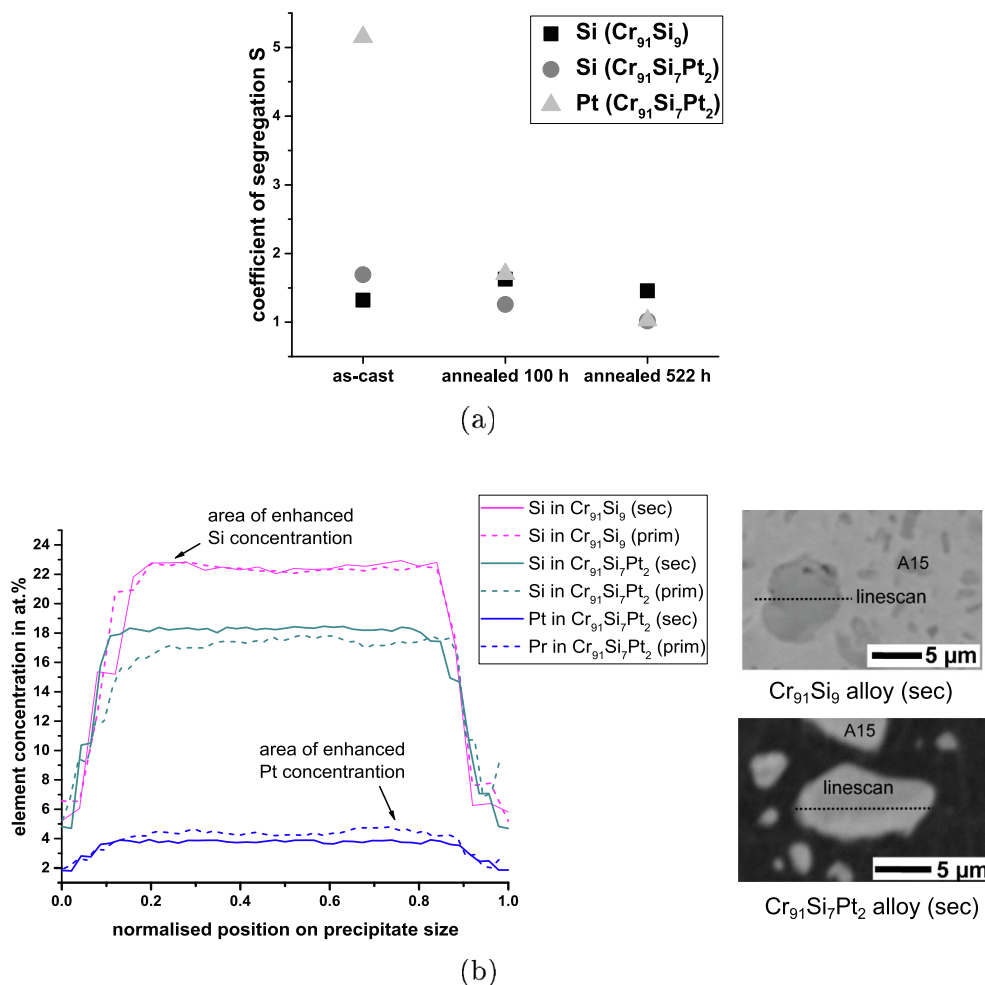 coefficient of segregation S
5
4
3
2
1
Si (Cr₉₁Si₉)
Si (Cr₉₁Si₇Pt₂)
Pt (Cr₉₁Si₇Pt₂)
as-cast annealed 100 h annealed 522 h
(a)
element concentration in at.%
24
22
20
18
16
14
12
10
8
6
4
2
area of enhanced
Si concentrantion
area of enhanced
Pt concentrantion
0.0 0.2 0.4 0.6 0.8 1.0
normalised position on precipitate size
Si in Cr₉₁Si₉ (sec)
Si in Cr₉₁Si₉ (prim)
Si in Cr₉₁Si₇Pt₂ (sec)
Si in Cr₉₁Si₇Pt₂ (prim)
Pt in Cr₉₁Si₇Pt₂ (sec)
Pr in Cr₉₁Si₇Pt₂ (prim)
A15
linescan
5 µm
Cr₉₁Si₉ alloy (sec)
A15
linescan
5 µm
Cr₉₁Si₇Pt₂ alloy (sec)
(b)